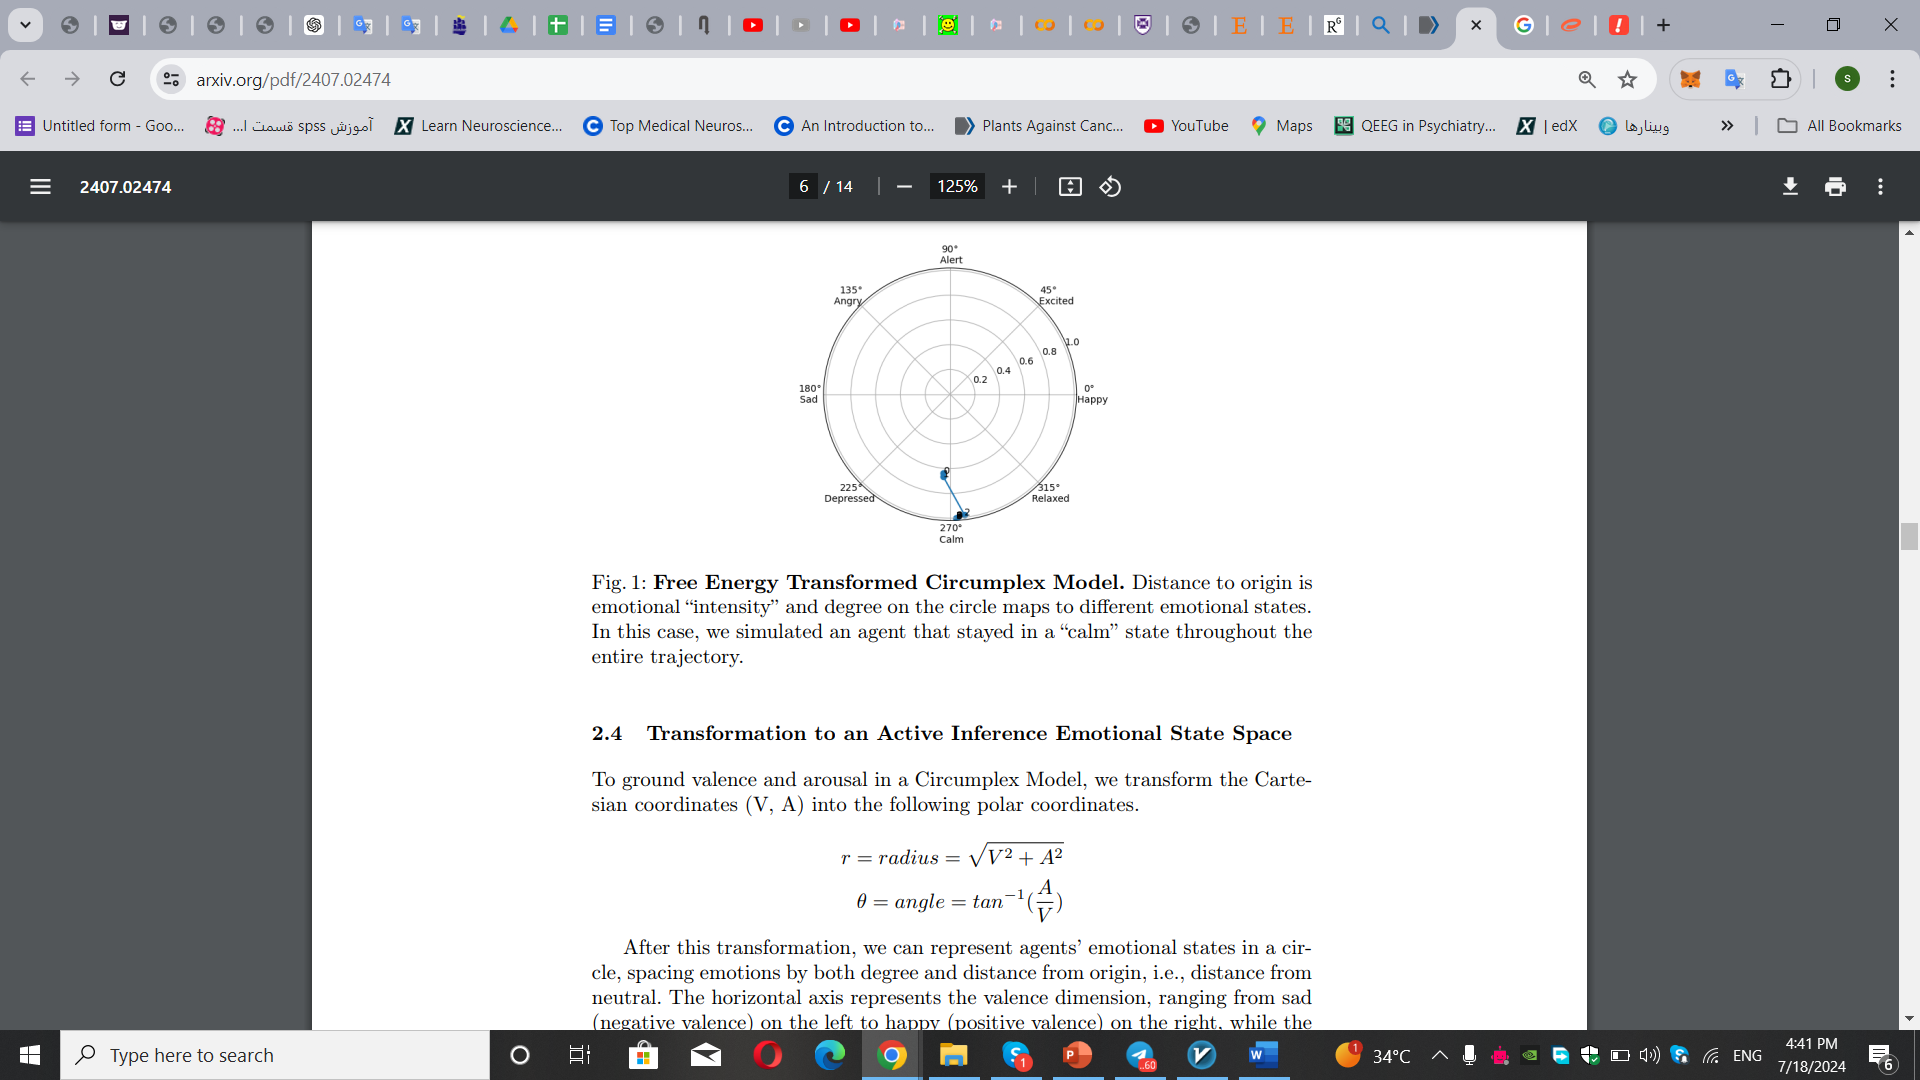 arxiv.org/pdf/2407.02474
S
Untitled form - Goo...
آموزش spss قسمت ا...
Learn Neuroscience...
Top Medical Neuros...
An Introduction to...
Plants Against Canc...
YouTube
Maps
QEEG in Psychiatry...
| edX
وبینارها
All Bookmarks
2407.02474
6 / 14
125%
90°
Alert
135°
Angry
45°
Excited
1.0
0.8
0.6
0.4
0.2
180°
Sad
0°
Happy
0
225°
Depressed
315°
Relaxed
2
270°
Calm
Fig. 1: Free Energy Transformed Circumplex Model. Distance to origin is
emotional “intensity” and degree on the circle maps to different emotional states.
In this case, we simulated an agent that stayed in a “calm” state throughout the
entire trajectory.
2.4 Transformation to an Active Inference Emotional State Space
To ground valence and arousal in a Circumplex Model, we transform the Carte-
sian coordinates (V, A) into the following polar coordinates.
r = radius = √(V² + A²)
θ = angle = tan⁻¹(A/V)
After this transformation, we can represent agents’ emotional states in a cir-
cle, spacing emotions by both degree and distance from origin, i.e., distance from
neutral. The horizontal axis represents the valence dimension, ranging from sad
(negative valence) on the left to happy (positive valence) on the right, while the
Type here to search
34°C
ENG
4:41 PM
7/18/2024
6